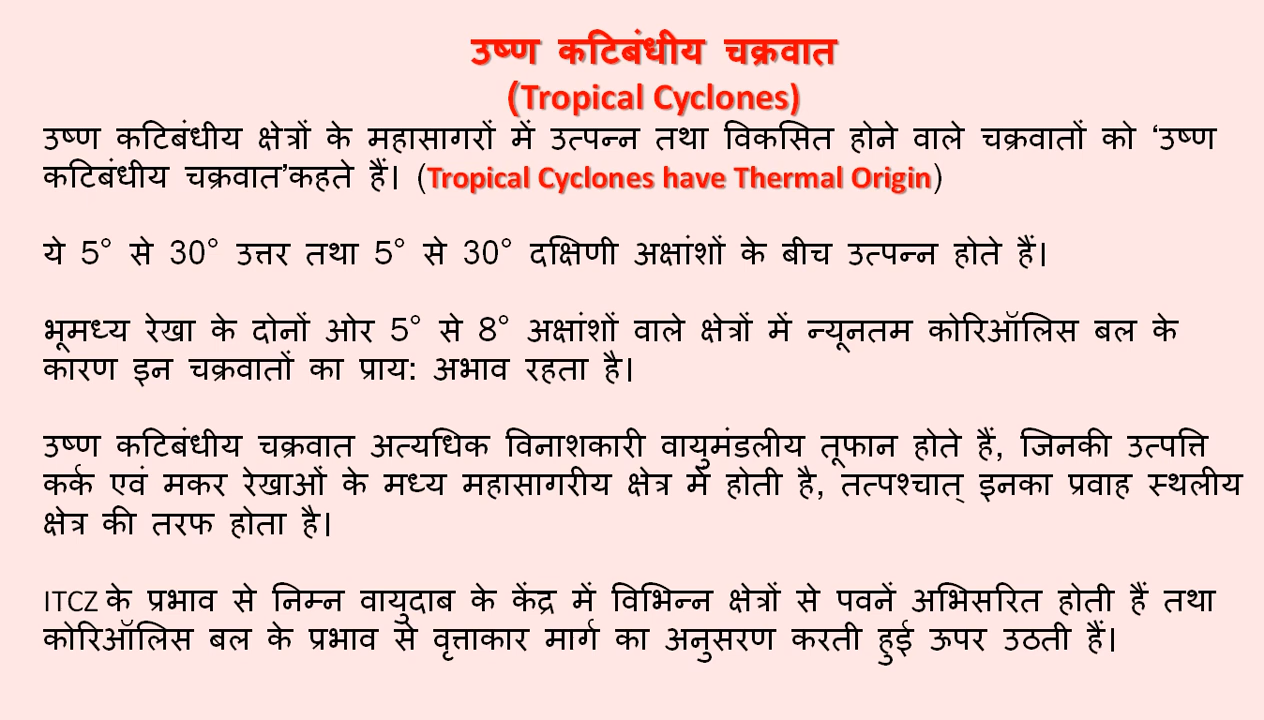 उष्ण कटिबंधीय चक्रवात
(Tropical Cyclones)
उष्ण कटिबंधीय क्षेत्रों के महासागरों में उत्पन्न तथा विकसित होने वाले चक्रवातों को ‘उष्ण
कटिबंधीय चक्रवात’कहते हैं। (Tropical Cyclones have Thermal Origin)
ये 5° से 30° उत्तर तथा 5° से 30° दक्षिणी अक्षांशों के बीच उत्पन्न होते हैं।
भूमध्य रेखा के दोनों ओर 5° से 8° अक्षांशों वाले क्षेत्रों में न्यूनतम कोरिऑलिस बल के
कारण इन चक्रवातों का प्राय: अभाव रहता है।
उष्ण कटिबंधीय चक्रवात अत्यधिक विनाशकारी वायुमंडलीय तूफान होते हैं, जिनकी उत्पत्ति
कर्क एवं मकर रेखाओं के मध्य महासागरीय क्षेत्र में होती है, तत्पश्चात् इनका प्रवाह स्थलीय
क्षेत्र की तरफ होता है।
ITCZ के प्रभाव से निम्न वायुदाब के केंद्र में विभिन्न क्षेत्रों से पवनें अभिसरित होती हैं तथा
कोरिऑलिस बल के प्रभाव से वृत्ताकार मार्ग का अनुसरण करती हुई ऊपर उठती हैं।